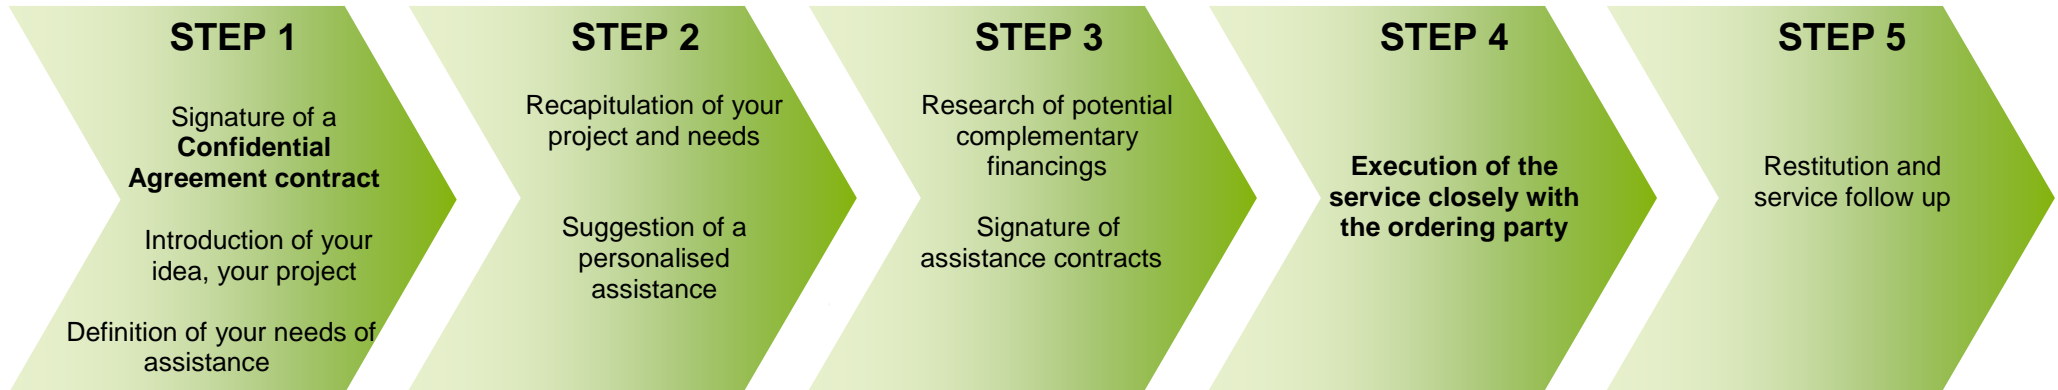 STEP 1
Signature of a
Confidential
Agreement contract
Introduction of your
idea, your project
Definition of your needs of
assistance
STEP 2
Recapitulation of your
project and needs
Suggestion of a
personalised
assistance
STEP 3
Research of potential
complementary
financings
Signature of
assistance contracts
STEP 4
Execution of the
service closely with
the ordering party
STEP 5
Restitution and
service follow up